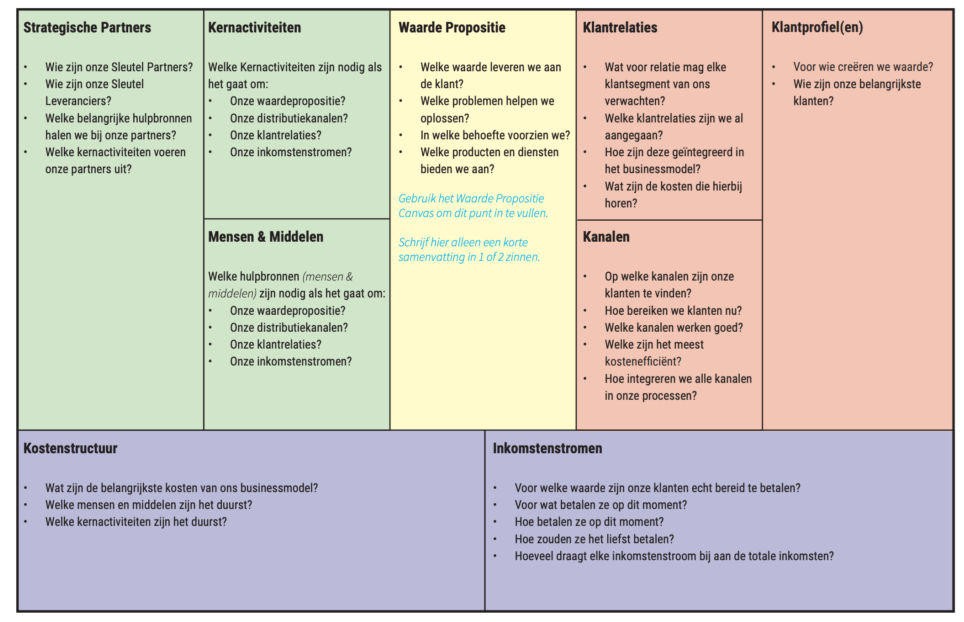 Strategische Partners
• Wie zijn onze Sleutel Partners?
• Wie zijn onze Sleutel
Leveranciers?
• Welke belangrijke hulpbronnen
halen we bij onze partners?
• Welke kernactiviteiten voeren
onze partners uit?
Kernactiviteiten
Welke Kernactiviteiten zijn nodig als
het gaat om:
• Onze waardepropositie?
• Onze distributiekanalen?
• Onze klantrelaties?
• Onze inkomstenstromen?
Mensen & Middelen
Welke hulpbronnen (mensen &
middelen) zijn nodig als het gaat om:
• Onze waardepropositie?
• Onze distributiekanalen?
• Onze klantrelaties?
• Onze inkomstenstromen?
Waarde Propositie
• Welke waarde leveren we aan
de klant?
• Welke problemen helpen we
oplossen?
• In welke behoefte voorzien we?
• Welke producten en diensten
bieden we aan?
Gebruik het Waarde Propositie
Canvas om dit punt in te vullen.
Schrijf hier alleen een korte
samenvatting in 1 of 2 zinnen.
Klantrelaties
• Wat voor relatie mag elke
klantsegment van ons
verwachten?
• Welke klantrelaties zijn we al
aangegaan?
• Hoe zijn deze geïntegreerd in
het businessmodel?
• Wat zijn de kosten die hierbij
horen?
Kanalen
• Op welke kanalen zijn onze
klanten te vinden?
• Hoe bereiken we klanten nu?
• Welke kanalen werken goed?
• Welke zijn het meest
kostenefficiënt?
• Hoe integreren we alle kanalen
in onze processen?
Klantprofiel(en)
• Voor wie creëren we waarde?
• Wie zijn onze belangrijkste
klanten?
Kostenstructuur
• Wat zijn de belangrijkste kosten van ons businessmodel?
• Welke mensen en middelen zijn het duurst?
• Welke kernactiviteiten zijn het duurst?
Inkomstenstromen
• Voor welke waarde zijn onze klanten echt bereid te betalen?
• Voor wat betalen ze op dit moment?
• Hoe betalen ze op dit moment?
• Hoe zouden ze het liefst betalen?
• Hoeveel draagt elke inkomstenstroom bij aan de totale inkomsten?